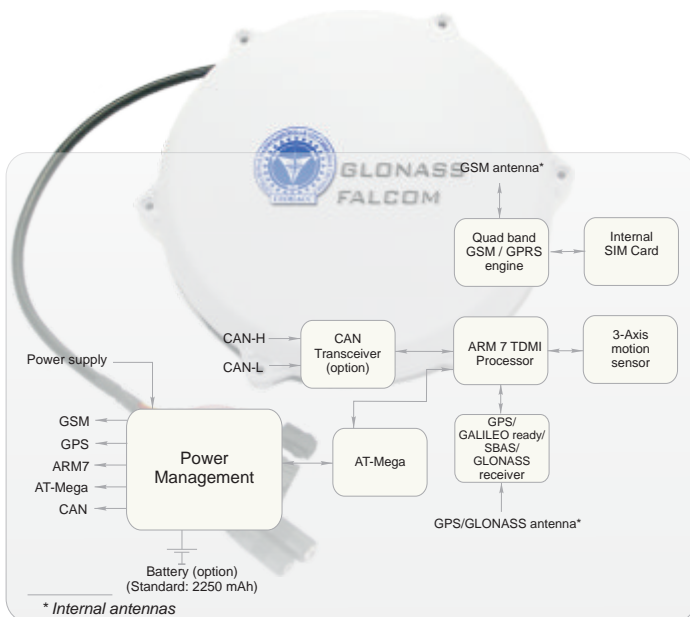 GLONASS
FALCOM
GSM antenna*
Quad band
GSM / GPRS
engine
Internal
SIM Card
CAN-H
CAN-L
CAN
Transceiver
(option)
ARM 7 TDMI
Processor
3-Axis
motion
sensor
Power supply
GSM
GPS
ARM7
AT-Mega
CAN
Power
Management
AT-Mega
GPS/
GALILEO ready/
SBAS/
GLONASS
receiver
GPS/GLONASS antenna*
Battery (option)
(Standard: 2250 mAh)
* Internal antennas